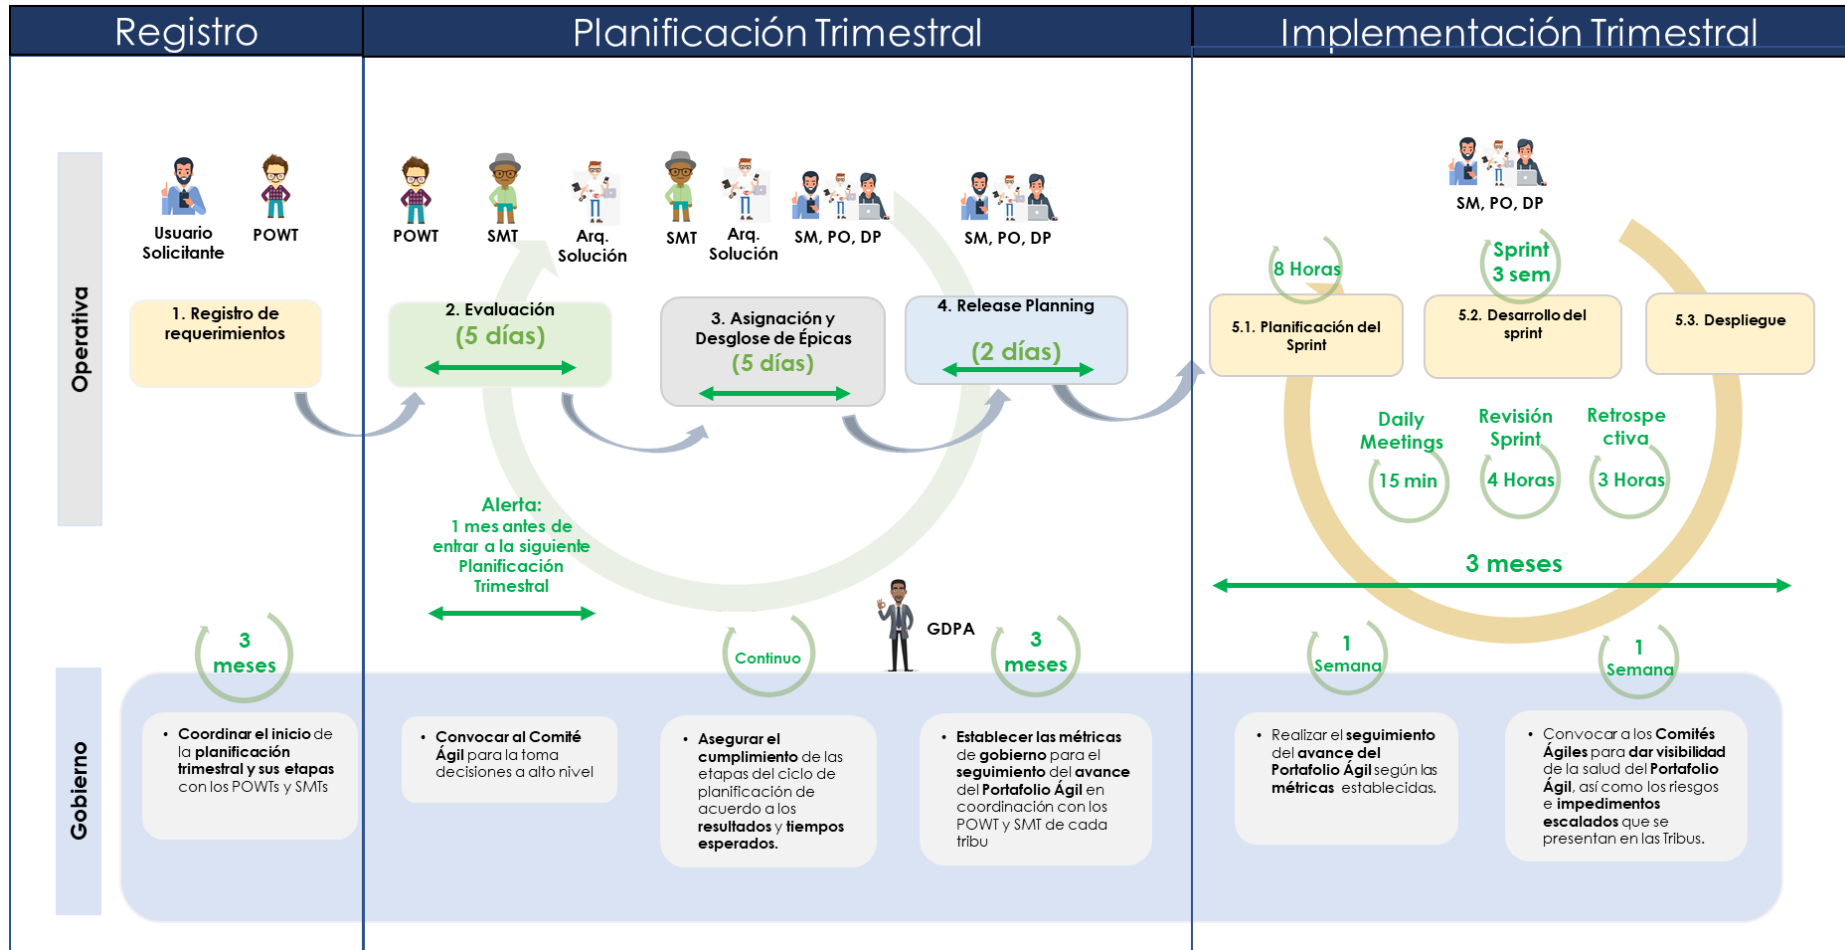 Registro
Planificación Trimestral
Implementación Trimestral
Operativa
Usuario
Solicitante
POWT
POWT
SMT
Arq.
Solución
SMT
Arq.
Solución
SM, PO, DP
SM, PO, DP
SM, PO, DP
1. Registro de
requerimientos
2. Evaluación
(5 días)
3. Asignación y
Desglose de Épicas
(5 días)
4. Release Planning
(2 días)
8 Horas
Sprint
3 sem
5.1. Planificación del
Sprint
5.2. Desarrollo del
sprint
5.3. Despliegue
Daily
Meetings
15 min
Revisión
Sprint
4 Horas
Retrospe
ctiva
3 Horas
3 meses
Alerta:
1 mes antes de
entrar a la siguiente
Planificación
Trimestral
GDPA
Gobierno
3
meses
Continuo
3
meses
1
Semana
1
Semana
• Coordinar el inicio de
la planificación
trimestral y sus etapas
con los POWTs y SMTs
• Convocar al Comité
Ágil para la toma
decisiones a alto nivel
• Asegurar el
cumplimiento de las
etapas del ciclo de
planificación de
acuerdo a los
resultados y tiempos
esperados.
• Establecer las métricas
de gobierno para el
seguimiento del avance
del Portafolio Ágil en
coordinación con los
POWT y SMT de cada
tribu
• Realizar el seguimiento
del avance del
Portafolio Ágil según las
métricas establecidas.
• Convocar a los Comités
Ágiles para dar visibilidad
de la salud del Portafolio
Ágil, así como los riesgos
e impedimentos
escalados que se
presentan en las Tribus.